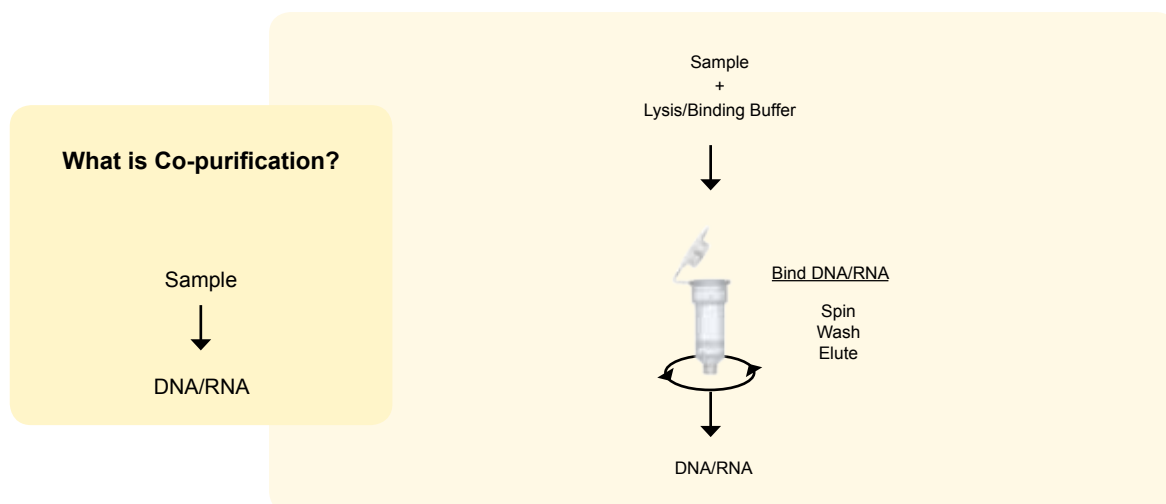 What is Co-purification?
Sample
DNA/RNA
Sample
+
Lysis/Binding Buffer
Bind DNA/RNA
Spin
Wash
Elute
DNA/RNA